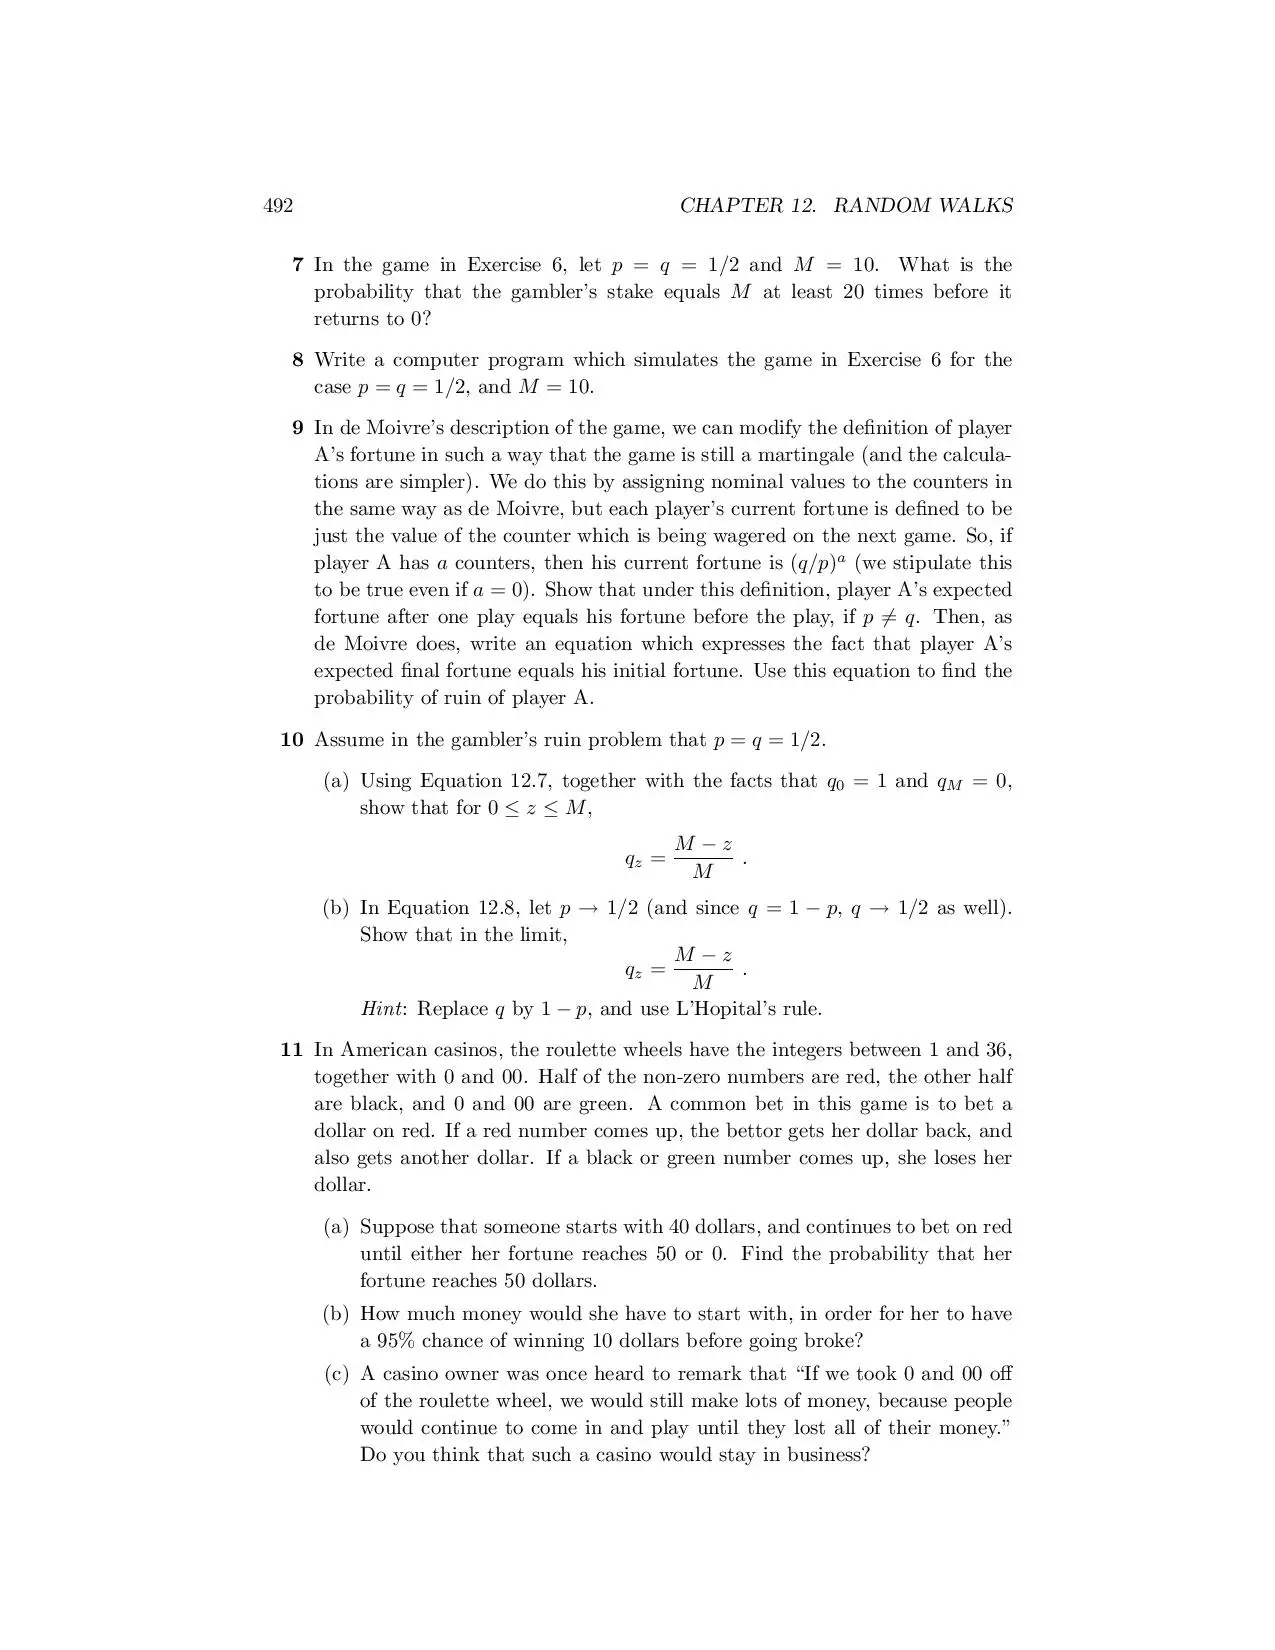 492
CHAPTER 12. RANDOM WALKS
7 In the game in Exercise 6, let p = q = 1/2 and M = 10. What is the
probability that the gambler's stake equals M at least 20 times before it
returns to 0?
8 Write a computer program which simulates the game in Exercise 6 for the
case p = q = 1/2, and M = 10.
9 In de Moivre's description of the game, we can modify the definition of player
A's fortune in such a way that the game is still a martingale (and the calcula-
tions are simpler). We do this by assigning nominal values to the counters in
the same way as de Moivre, but each player's current fortune is defined to be
just the value of the counter which is being wagered on the next game. So, if
player A has a counters, then his current fortune is (q/p)^a (we stipulate this
to be true even if a = 0). Show that under this definition, player A's expected
fortune after one play equals his fortune before the play, if p ≠ q. Then, as
de Moivre does, write an equation which expresses the fact that player A's
expected final fortune equals his initial fortune. Use this equation to find the
probability of ruin of player A.
10 Assume in the gambler's ruin problem that p = q = 1/2.
(a) Using Equation 12.7, together with the facts that q_0 = 1 and q_M = 0,
show that for 0 ≤ z ≤ M,
q_z = (M − z)/M .
(b) In Equation 12.8, let p → 1/2 (and since q = 1 − p, q → 1/2 as well).
Show that in the limit,
q_z = (M − z)/M .
Hint: Replace q by 1 − p, and use L'Hopital's rule.
11 In American casinos, the roulette wheels have the integers between 1 and 36,
together with 0 and 00. Half of the non-zero numbers are red, the other half
are black, and 0 and 00 are green. A common bet in this game is to bet a
dollar on red. If a red number comes up, the bettor gets her dollar back, and
also gets another dollar. If a black or green number comes up, she loses her
dollar.
(a) Suppose that someone starts with 40 dollars, and continues to bet on red
until either her fortune reaches 50 or 0. Find the probability that her
fortune reaches 50 dollars.
(b) How much money would she have to start with, in order for her to have
a 95% chance of winning 10 dollars before going broke?
(c) A casino owner was once heard to remark that “If we took 0 and 00 off
of the roulette wheel, we would still make lots of money, because people
would continue to come in and play until they lost all of their money.”
Do you think that such a casino would stay in business?